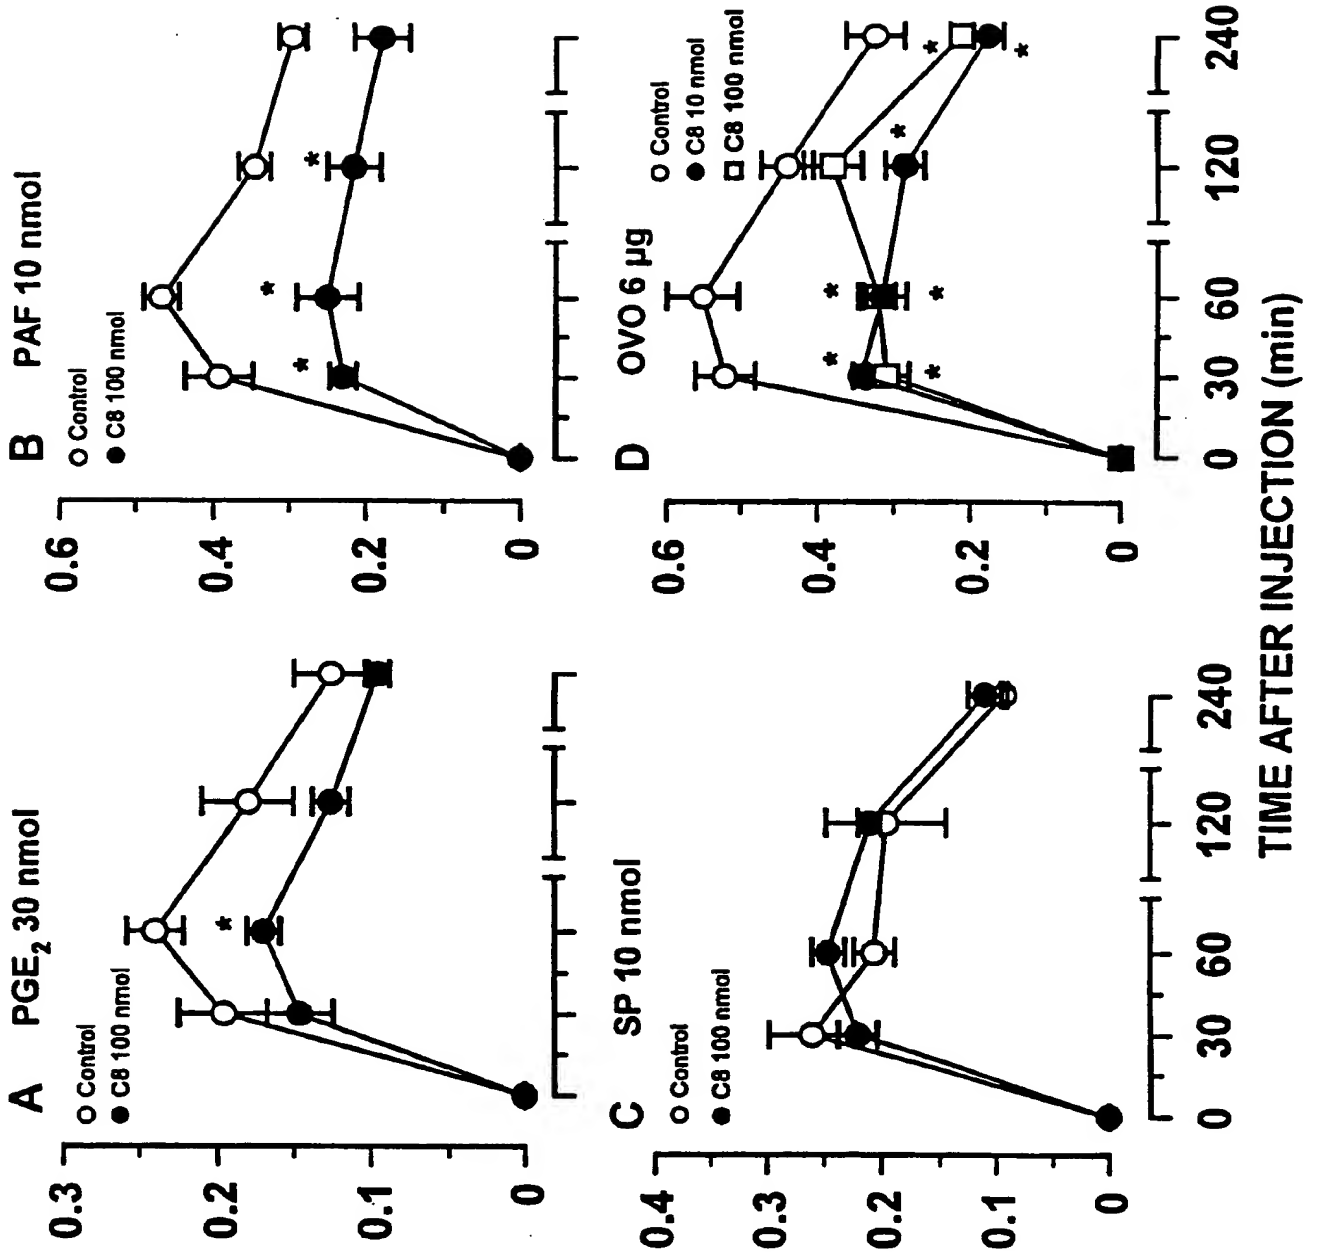 A PGE2 30 nmol
○ Control
● C8 100 nmol
0.3
0.2
0.1
0
B PAF 10 nmol
○ Control
● C8 100 nmol
0.6
0.4
0.2
0
*
*
*
*
C SP 10 nmol
○ Control
● C8 100 nmol
0.4
0.3
0.2
0.1
0
0 30 60 120 240
D OVO 6 µg
○ Control
● C8 10 nmol
□ C8 100 nmol
0.6
0.4
0.2
0
*
*
*
*
*
*
*
0 30 60 120 240
TIME AFTER INJECTION (min)